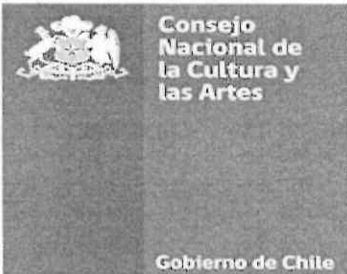 Consejo
Nacional de
la Cultura y
las Artes
Gobierno de Chile